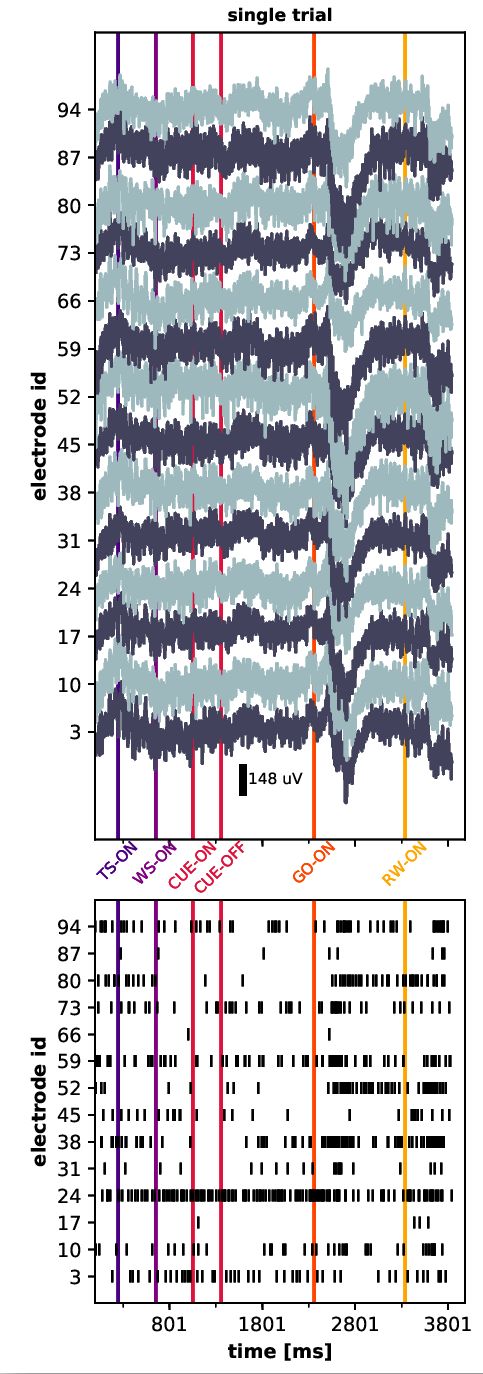 single trial
94
87
80
73
66
59
52
45
38
31
24
17
10
3
electrode id
148 uV
TS-ON
WS-ON
CUE-ON
CUE-OFF
GO-ON
RW-ON
94
87
80
73
66
59
52
45
38
31
24
17
10
3
electrode id
801 1801 2801 3801
time [ms]